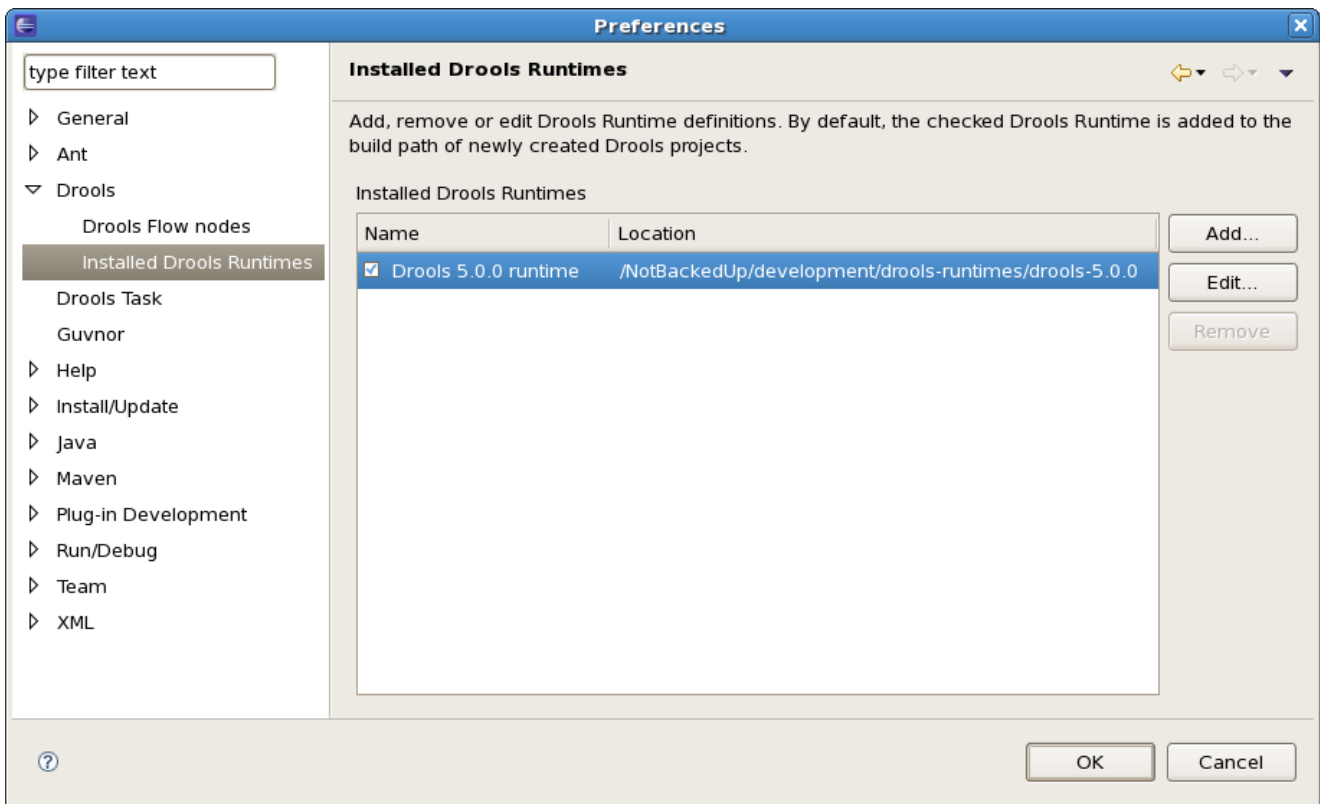 Preferences
type filter text
General
Ant
Drools
Drools Flow nodes
Installed Drools Runtimes
Drools Task
Guvnor
Help
Install/Update
Java
Maven
Plug-in Development
Run/Debug
Team
XML
Installed Drools Runtimes
Add, remove or edit Drools Runtime definitions. By default, the checked Drools Runtime is added to the
build path of newly created Drools projects.
Installed Drools Runtimes
Name Location
Drools 5.0.0 runtime /NotBackedUp/development/drools-runtimes/drools-5.0.0
Add...
Edit...
Remove
?
OK Cancel